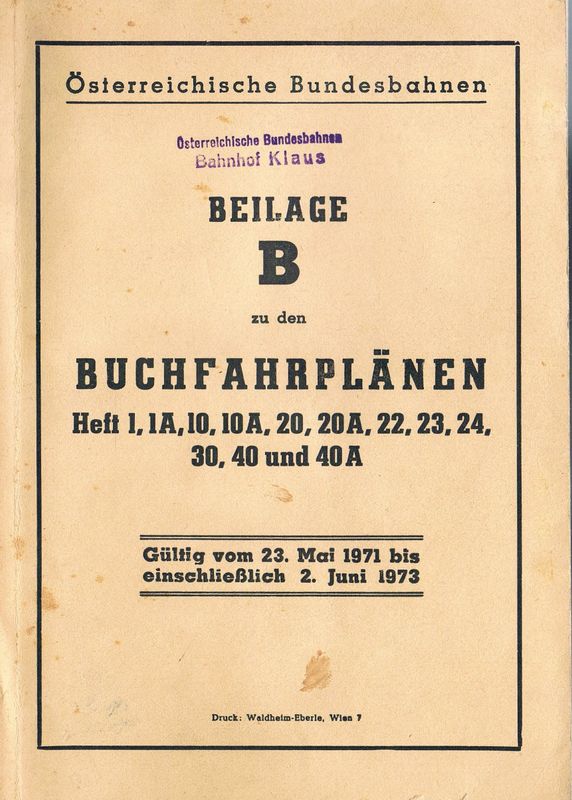 Österreichische Bundesbahnen
Österreichische Bundesbahnen
Bahnhof Klaus
BEILAGE
B
zu den
BUCHFAHRPLÄNEN
Heft 1, 1A, 10, 10A, 20, 20A, 22, 23, 24,
30, 40 und 40A
Gültig vom 23. Mai 1971 bis
einschließlich 2. Juni 1973
Druck: Waldheim-Eberle, Wien 7